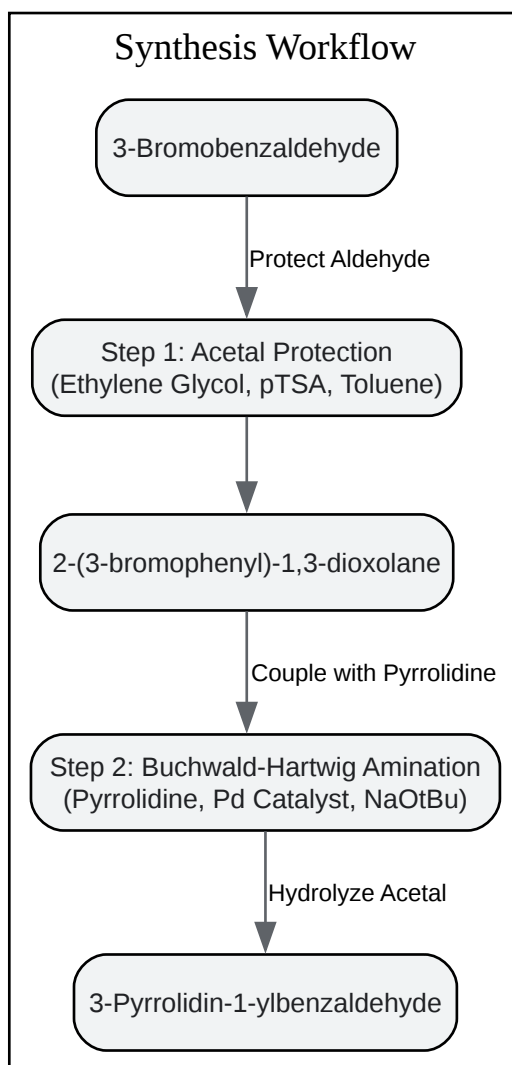 Synthesis Workflow
3-Bromobenzaldehyde
Protect Aldehyde
Step 1: Acetal Protection
(Ethylene Glycol, pTSA, Toluene)
2-(3-bromophenyl)-1,3-dioxolane
Couple with Pyrrolidine
Step 2: Buchwald-Hartwig Amination
(Pyrrolidine, Pd Catalyst, NaOtBu)
Hydrolyze Acetal
3-Pyrrolidin-1-ylbenzaldehyde